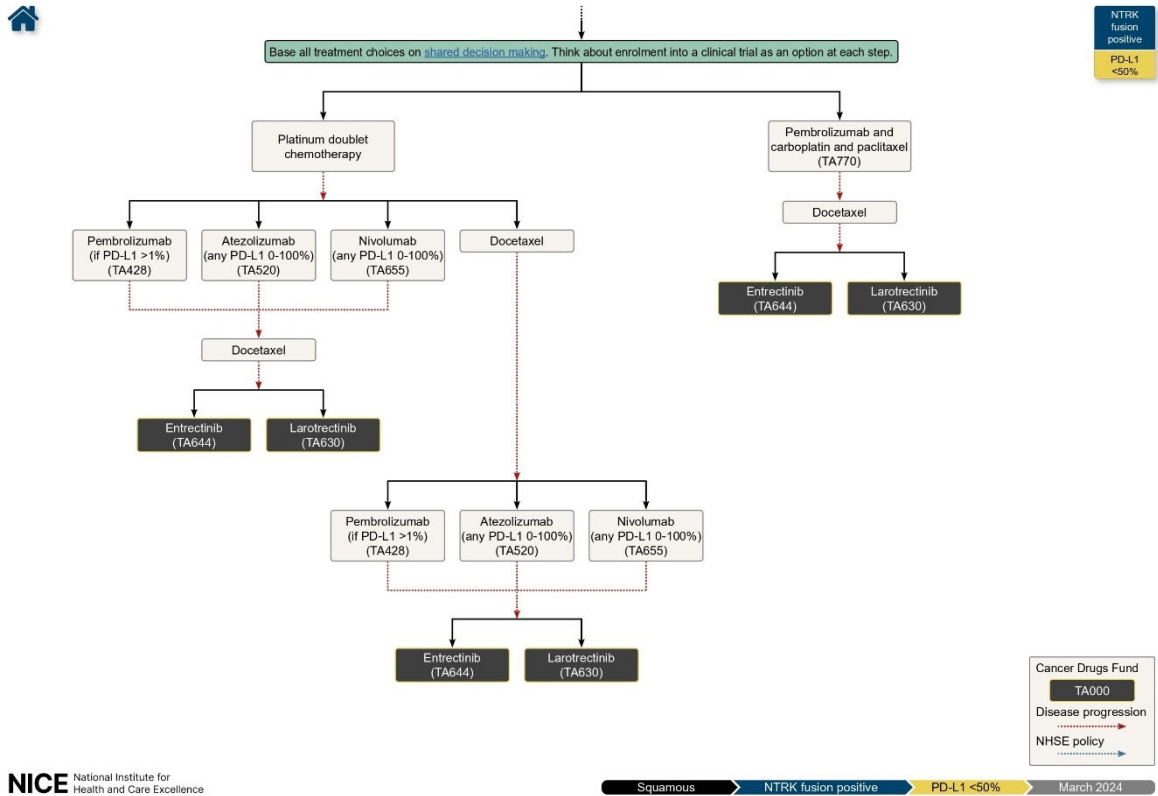 NTRK
fusion
positive
PD-L1
<50%
Base all treatment choices on shared decision making. Think about enrolment into a clinical trial as an option at each step.
Platinum doublet
chemotherapy
Pembrolizumab and
carboplatin and paclitaxel
(TA770)
Docetaxel
Entrectinib
(TA644)
Larotrectinib
(TA630)
Pembrolizumab
(if PD-L1 >1%)
(TA428)
Atezolizumab
(any PD-L1 0-100%)
(TA520)
Nivolumab
(any PD-L1 0-100%)
(TA655)
Docetaxel
Docetaxel
Entrectinib
(TA644)
Larotrectinib
(TA630)
Pembrolizumab
(if PD-L1 >1%)
(TA428)
Atezolizumab
(any PD-L1 0-100%)
(TA520)
Nivolumab
(any PD-L1 0-100%)
(TA655)
Entrectinib
(TA644)
Larotrectinib
(TA630)
Cancer Drugs Fund
TA000
Disease progression
NHSE policy
NICE National Institute for
Health and Care Excellence
Squamous
NTRK fusion positive
PD-L1 <50%
March 2024